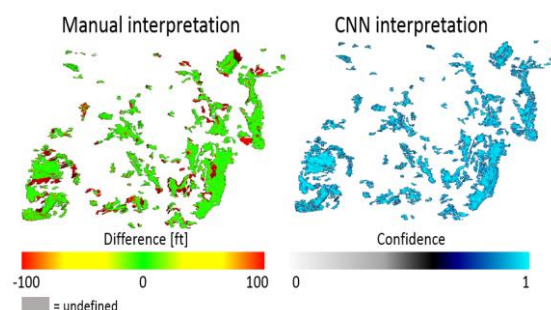 Manual interpretation
CNN interpretation
Difference [ft]
Confidence
-100 0 100
0 1
= undefined